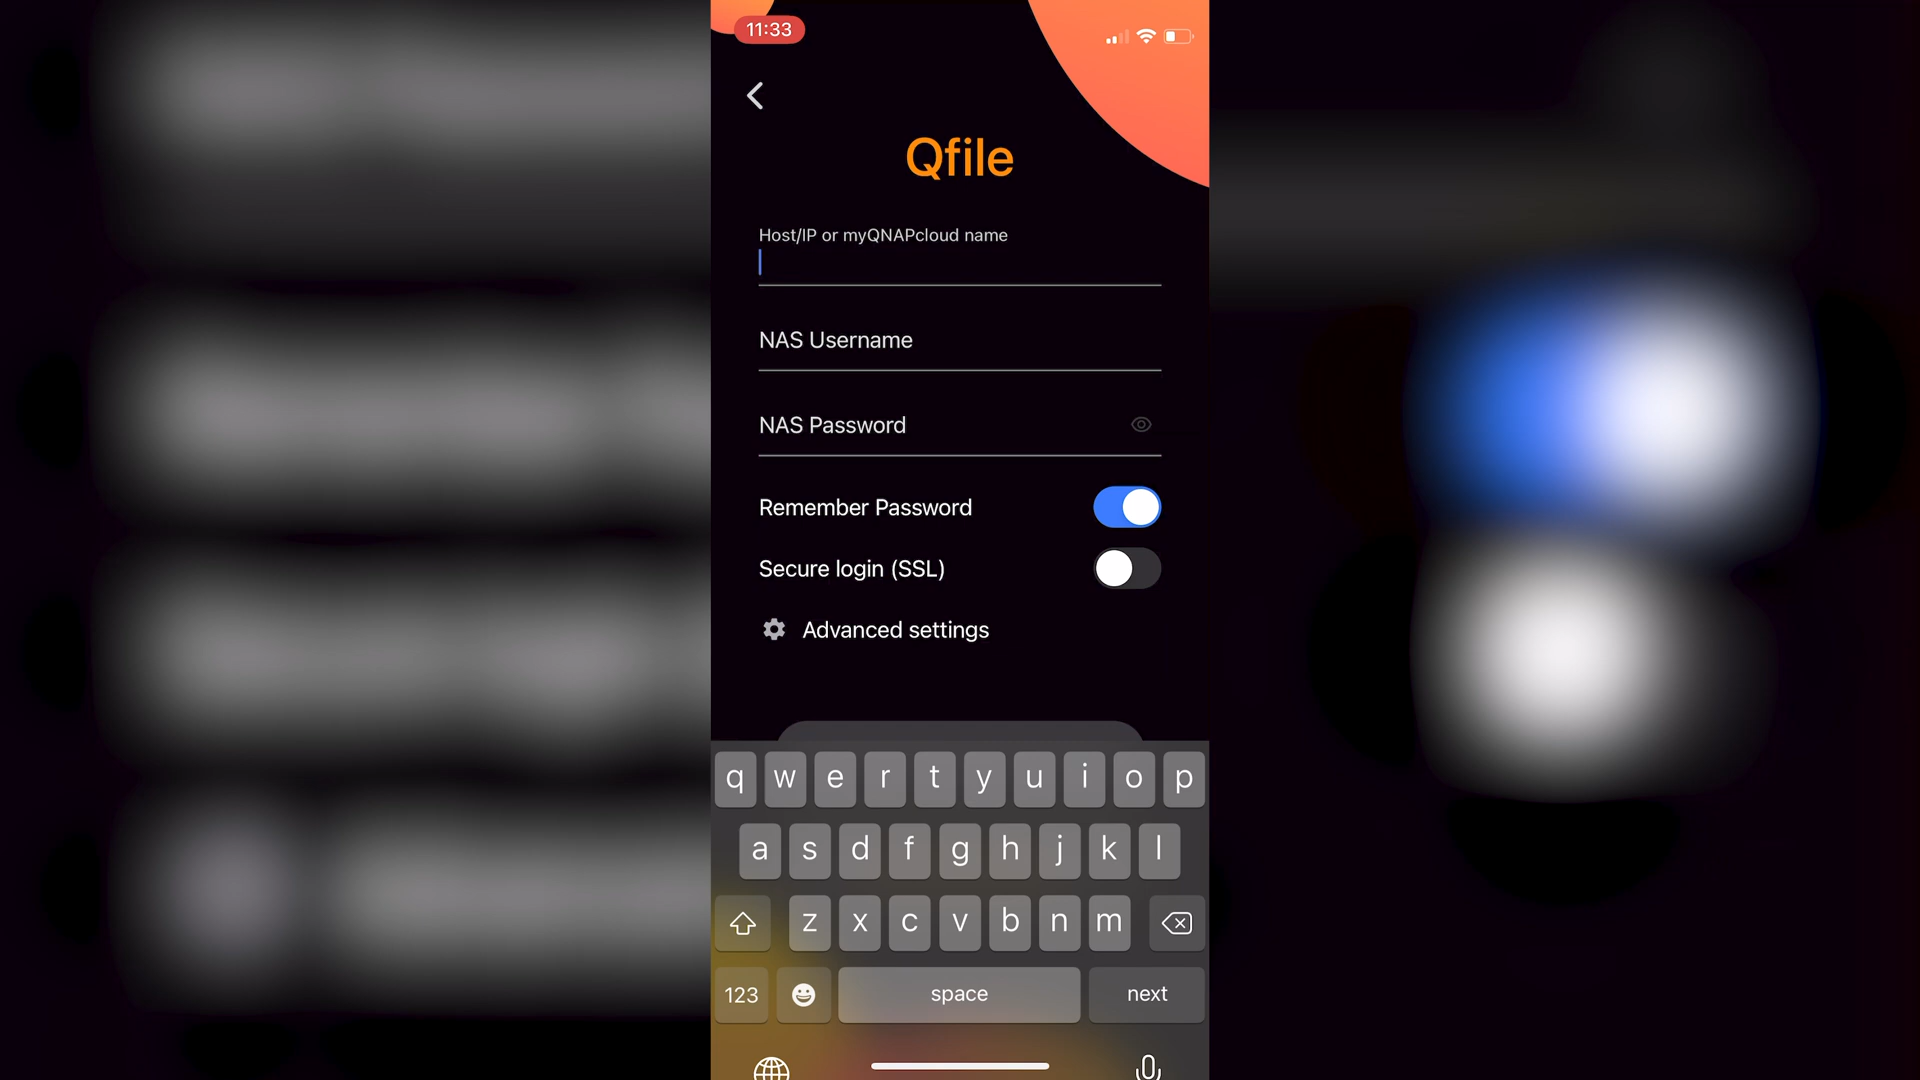 11:33
Qfile
Host/IP or myQNAPcloud name
NAS Username
NAS Password
Remember Password
Secure login (SSL)
Advanced settings
q w e r t y u i o p
a s d f g h j k l
z x c v b n m
123 space next